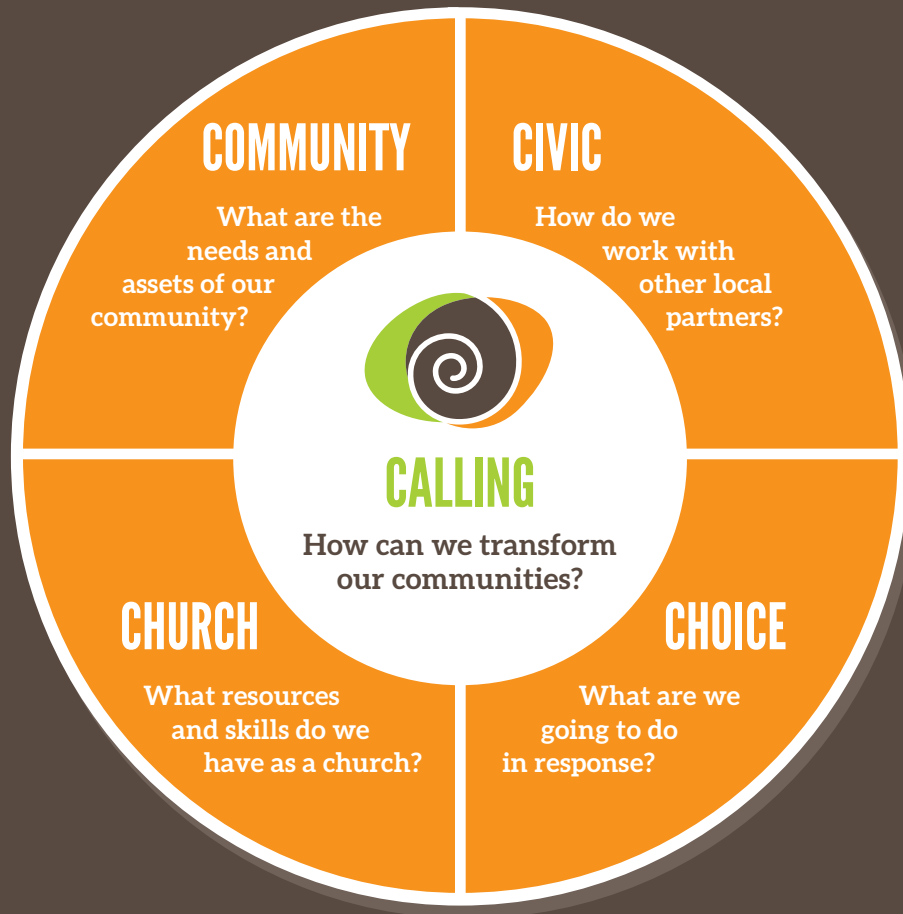 COMMUNITY
What are the
needs and
assets of our
community?
CIVIC
How do we
work with
other local
partners?
CALLING
How can we transform
our communities?
CHURCH
What resources
and skills do we
have as a church?
CHOICE
What are we
going to do
in response?